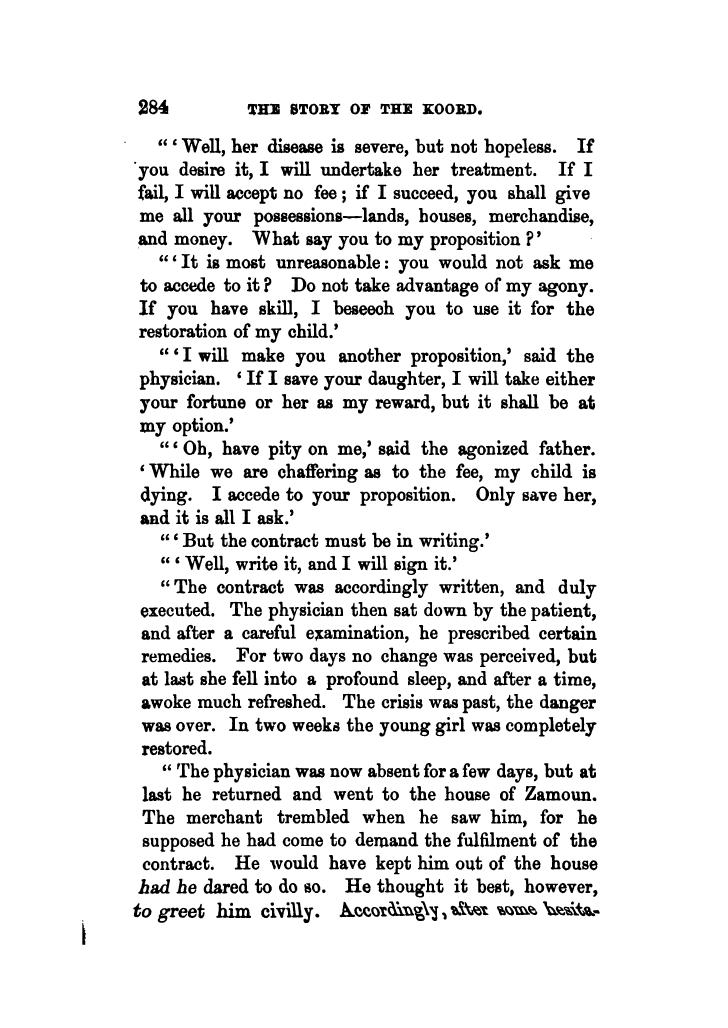 284 THE STORY OF THE KOORD.
“ ‘ Well, her disease is severe, but not hopeless. If
you desire it, I will undertake her treatment. If I
fail, I will accept no fee ; if I succeed, you shall give
me all your possessions—lands, houses, merchandise,
and money. What say you to my proposition ?’
“ ‘ It is most unreasonable : you would not ask me
to accede to it ? Do not take advantage of my agony.
If you have skill, I beseech you to use it for the
restoration of my child.’
“ ‘ I will make you another proposition,’ said the
physician. ‘ If I save your daughter, I will take either
your fortune or her as my reward, but it shall be at
my option.’
“ ‘ Oh, have pity on me,’ said the agonized father.
‘ While we are chaffering as to the fee, my child is
dying. I accede to your proposition. Only save her,
and it is all I ask.’
“ ‘ But the contract must be in writing.’
“ ‘ Well, write it, and I will sign it.’
“ The contract was accordingly written, and duly
executed. The physician then sat down by the patient,
and after a careful examination, he prescribed certain
remedies. For two days no change was perceived, but
at last she fell into a profound sleep, and after a time,
awoke much refreshed. The crisis was past, the danger
was over. In two weeks the young girl was completely
restored.
“ The physician was now absent for a few days, but at
last he returned and went to the house of Zamoun.
The merchant trembled when he saw him, for he
supposed he had come to demand the fulfilment of the
contract. He would have kept him out of the house
had he dared to do so. He thought it best, however,
to greet him civilly. Accordingly, after some hesita-